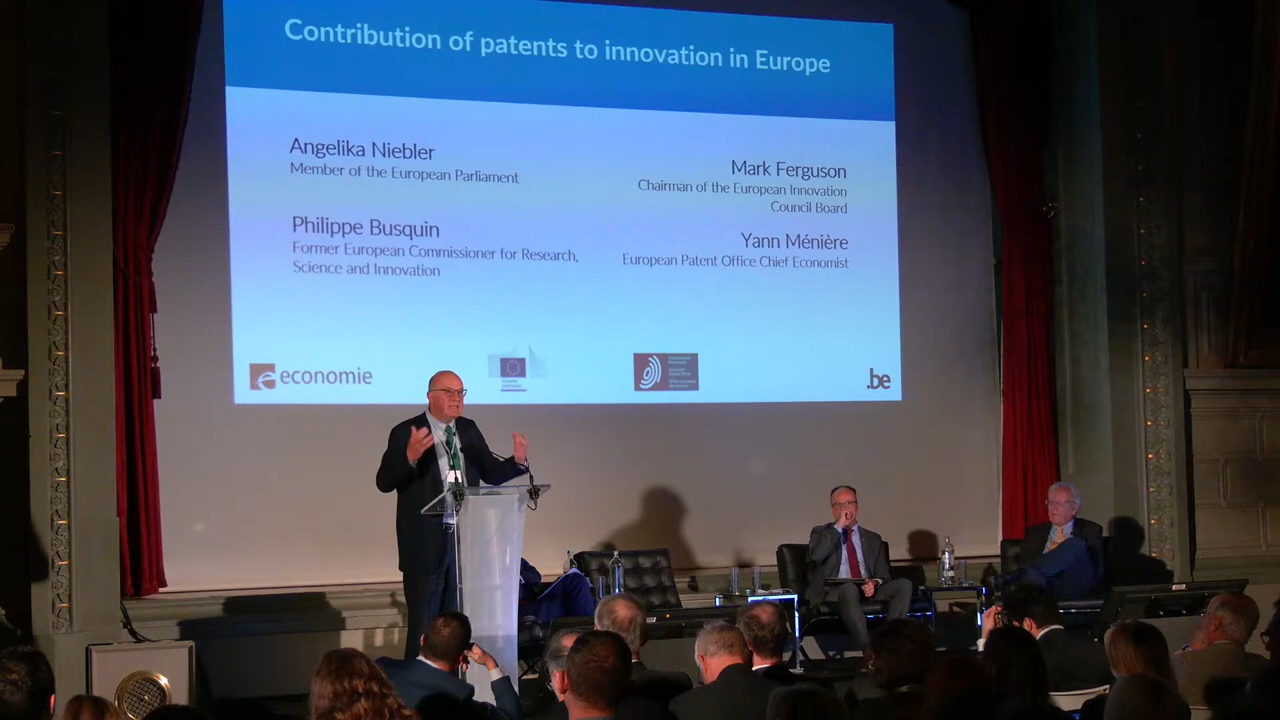 Contribution of patents to innovation in Europe
Angelika Niebler
Member of the European Parliament
Philippe Busquin
Former European Commissioner for Research,
Science and Innovation
Mark Ferguson
Chairman of the European Innovation
Council Board
Yann Ménière
European Patent Office Chief Economist
economie
.be